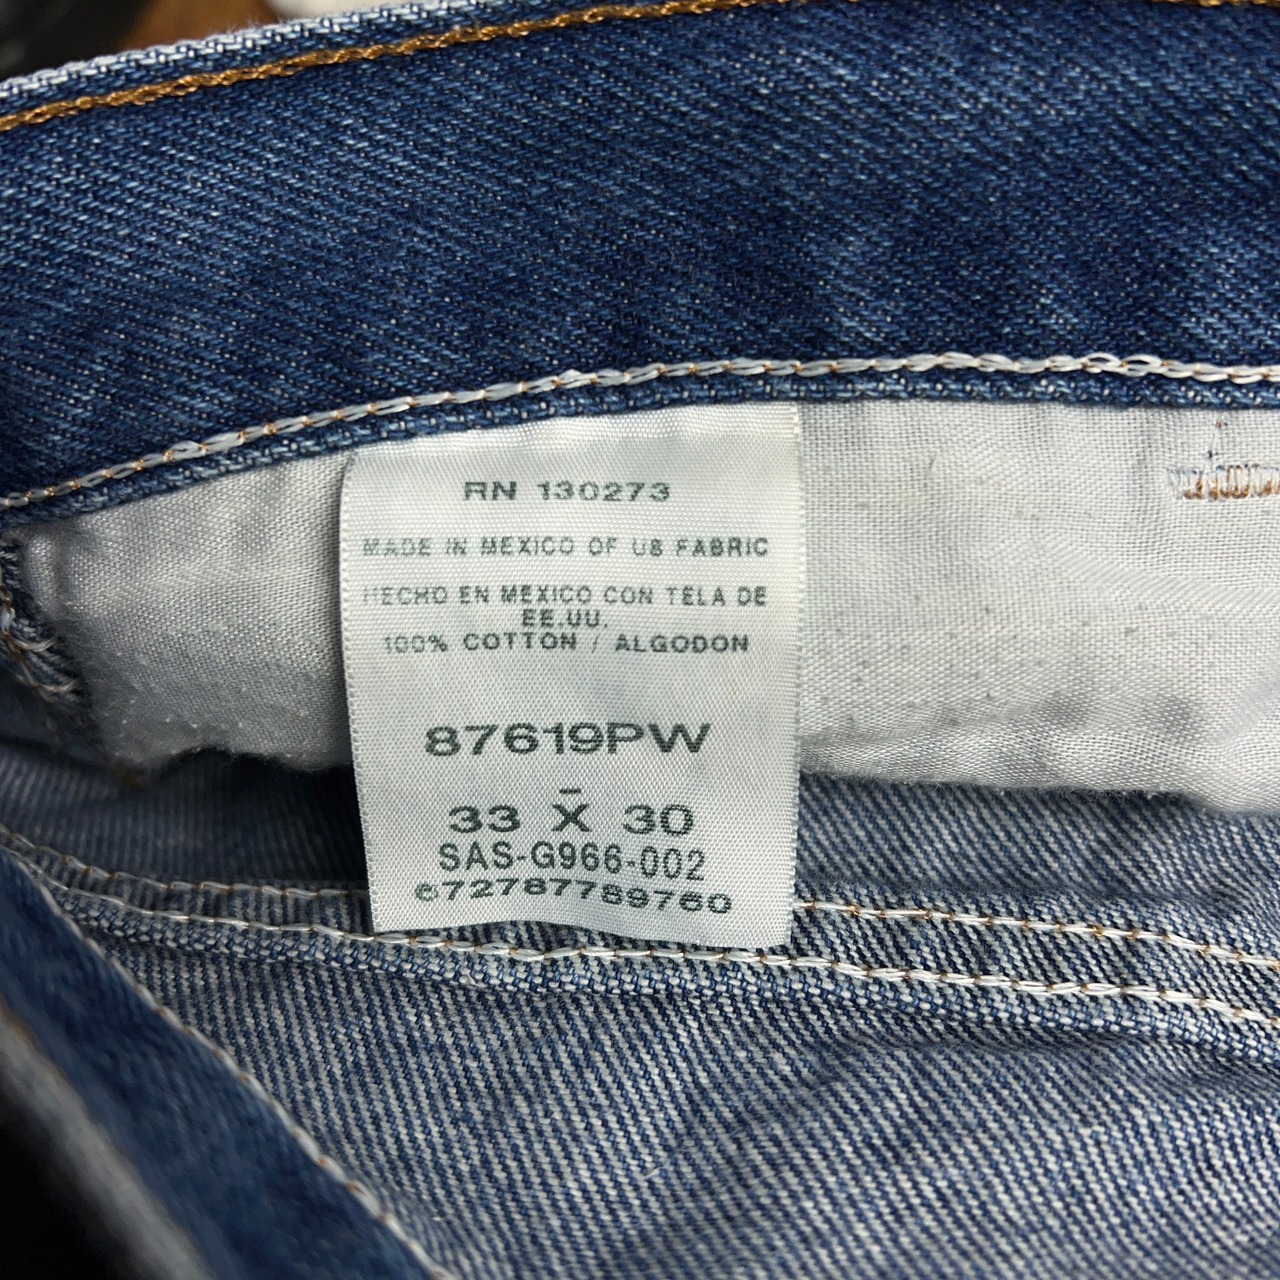 RN 130273
MADE IN MEXICO OF US FABRIC
HECHO EN MEXICO CON TELA DE
EE.UU.
100% COTTON / ALGODON
87619PW
33 X 30
SAS-G966-002
672787789760